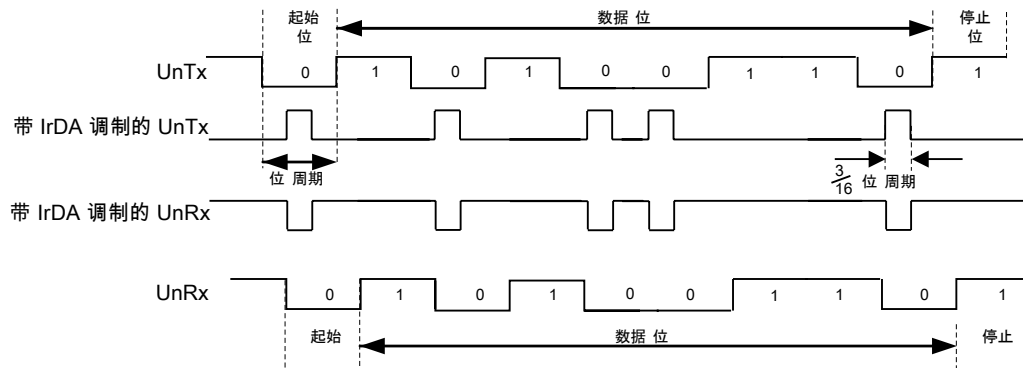 起始 位
数据 位
停止 位
UnTx
0 1 0 1 0 0 1 1 0 1
带 IrDA 调制的 UnTx
位 周期
3/16 位 周期
带 IrDA 调制的 UnRx
UnRx
0 1 0 1 0 0 1 1 0 1
起始
数据 位
停止